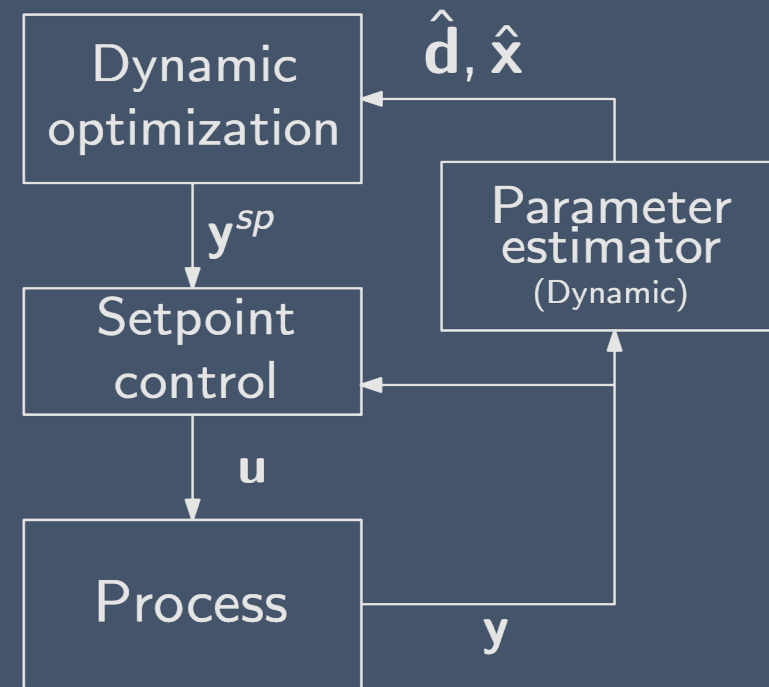 Dynamic
optimization
d̂, x̂
Parameter
estimator
(Dynamic)
y^sp
Setpoint
control
u
Process
y